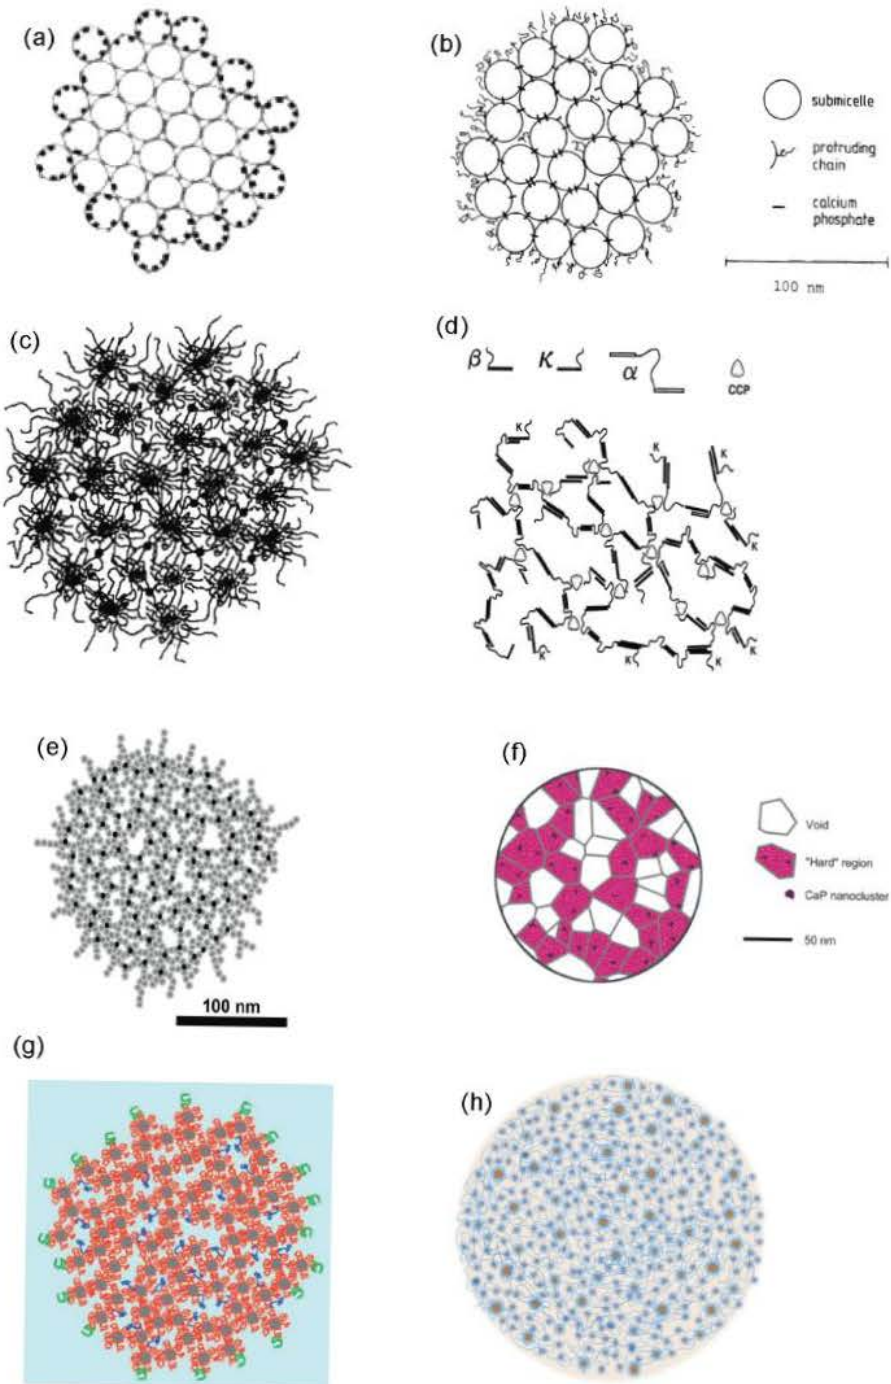 (a)
(b)
submicelle
protruding
chain
calcium
phosphate
100 nm
(c)
(d)
β
K
α
CCP
K
K
K
K
K
K
K
K
(e)
100 nm
(f)
Void
"Hard" region
CaP nanocluster
50 nm
(g)
(h)